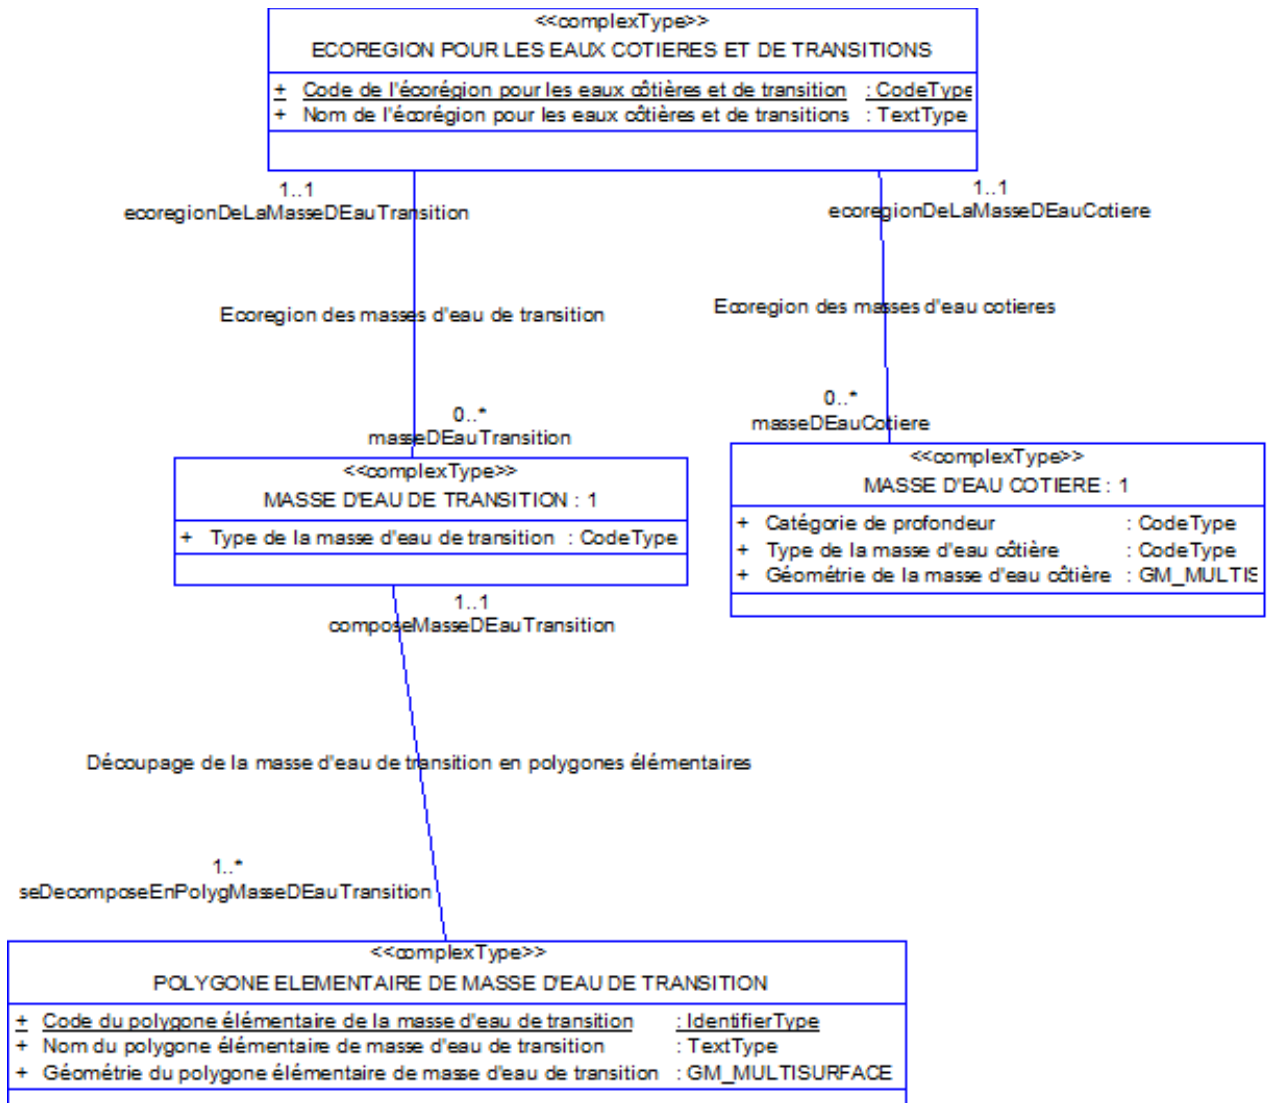 <<complexType>>
ECOREGION POUR LES EAUX COTIERES ET DE TRANSITIONS
+ Code de l'écorégion pour les eaux côtières et de transition : CodeType
+ Nom de l'écorégion pour les eaux côtières et de transitions : TextType
1..1
ecoregionDeLaMasseDEauTransition
1..1
ecoregionDeLaMasseDEauCotiere
Ecoregion des masses d'eau de transition
Ecoregion des masses d'eau cotieres
0..*
masseDEauTransition
0..*
masseDEauCotiere
<<complexType>>
MASSE D'EAU DE TRANSITION : 1
+ Type de la masse d'eau de transition : CodeType
<<complexType>>
MASSE D'EAU COTIERE : 1
+ Catégorie de profondeur : CodeType
+ Type de la masse d'eau côtière : CodeType
+ Géométrie de la masse d'eau côtière : GM_MULTIS
1..1
composeMasseDEauTransition
Découpage de la masse d'eau de transition en polygones élémentaires
1..*
seDecomposeEnPolygMasseDEauTransition
<<complexType>>
POLYGONE ELEMENTAIRE DE MASSE D'EAU DE TRANSITION
+ Code du polygone élémentaire de la masse d'eau de transition : IdentifierType
+ Nom du polygone élémentaire de masse d'eau de transition : TextType
+ Géométrie du polygone élémentaire de masse d'eau de transition : GM_MULTISURFACE